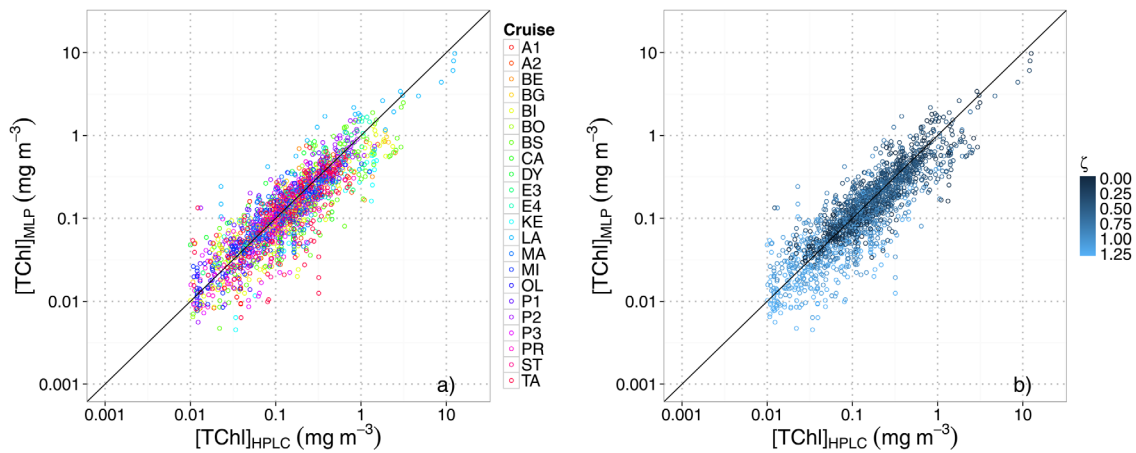 10
1
0.1
0.01
0.001
[TChl]MLP (mg m−3)
0.001 0.01 0.1 1 10
[TChl]HPLC (mg m−3)
a)
Cruise
A1
A2
BE
BG
BI
BO
BS
CA
DY
E3
E4
KE
LA
MA
MI
OL
P1
P2
P3
PR
ST
TA
10
1
0.1
0.01
0.001
[TChl]MLP (mg m−3)
0.001 0.01 0.1 1 10
[TChl]HPLC (mg m−3)
b)
ζ
0.00
0.25
0.50
0.75
1.00
1.25